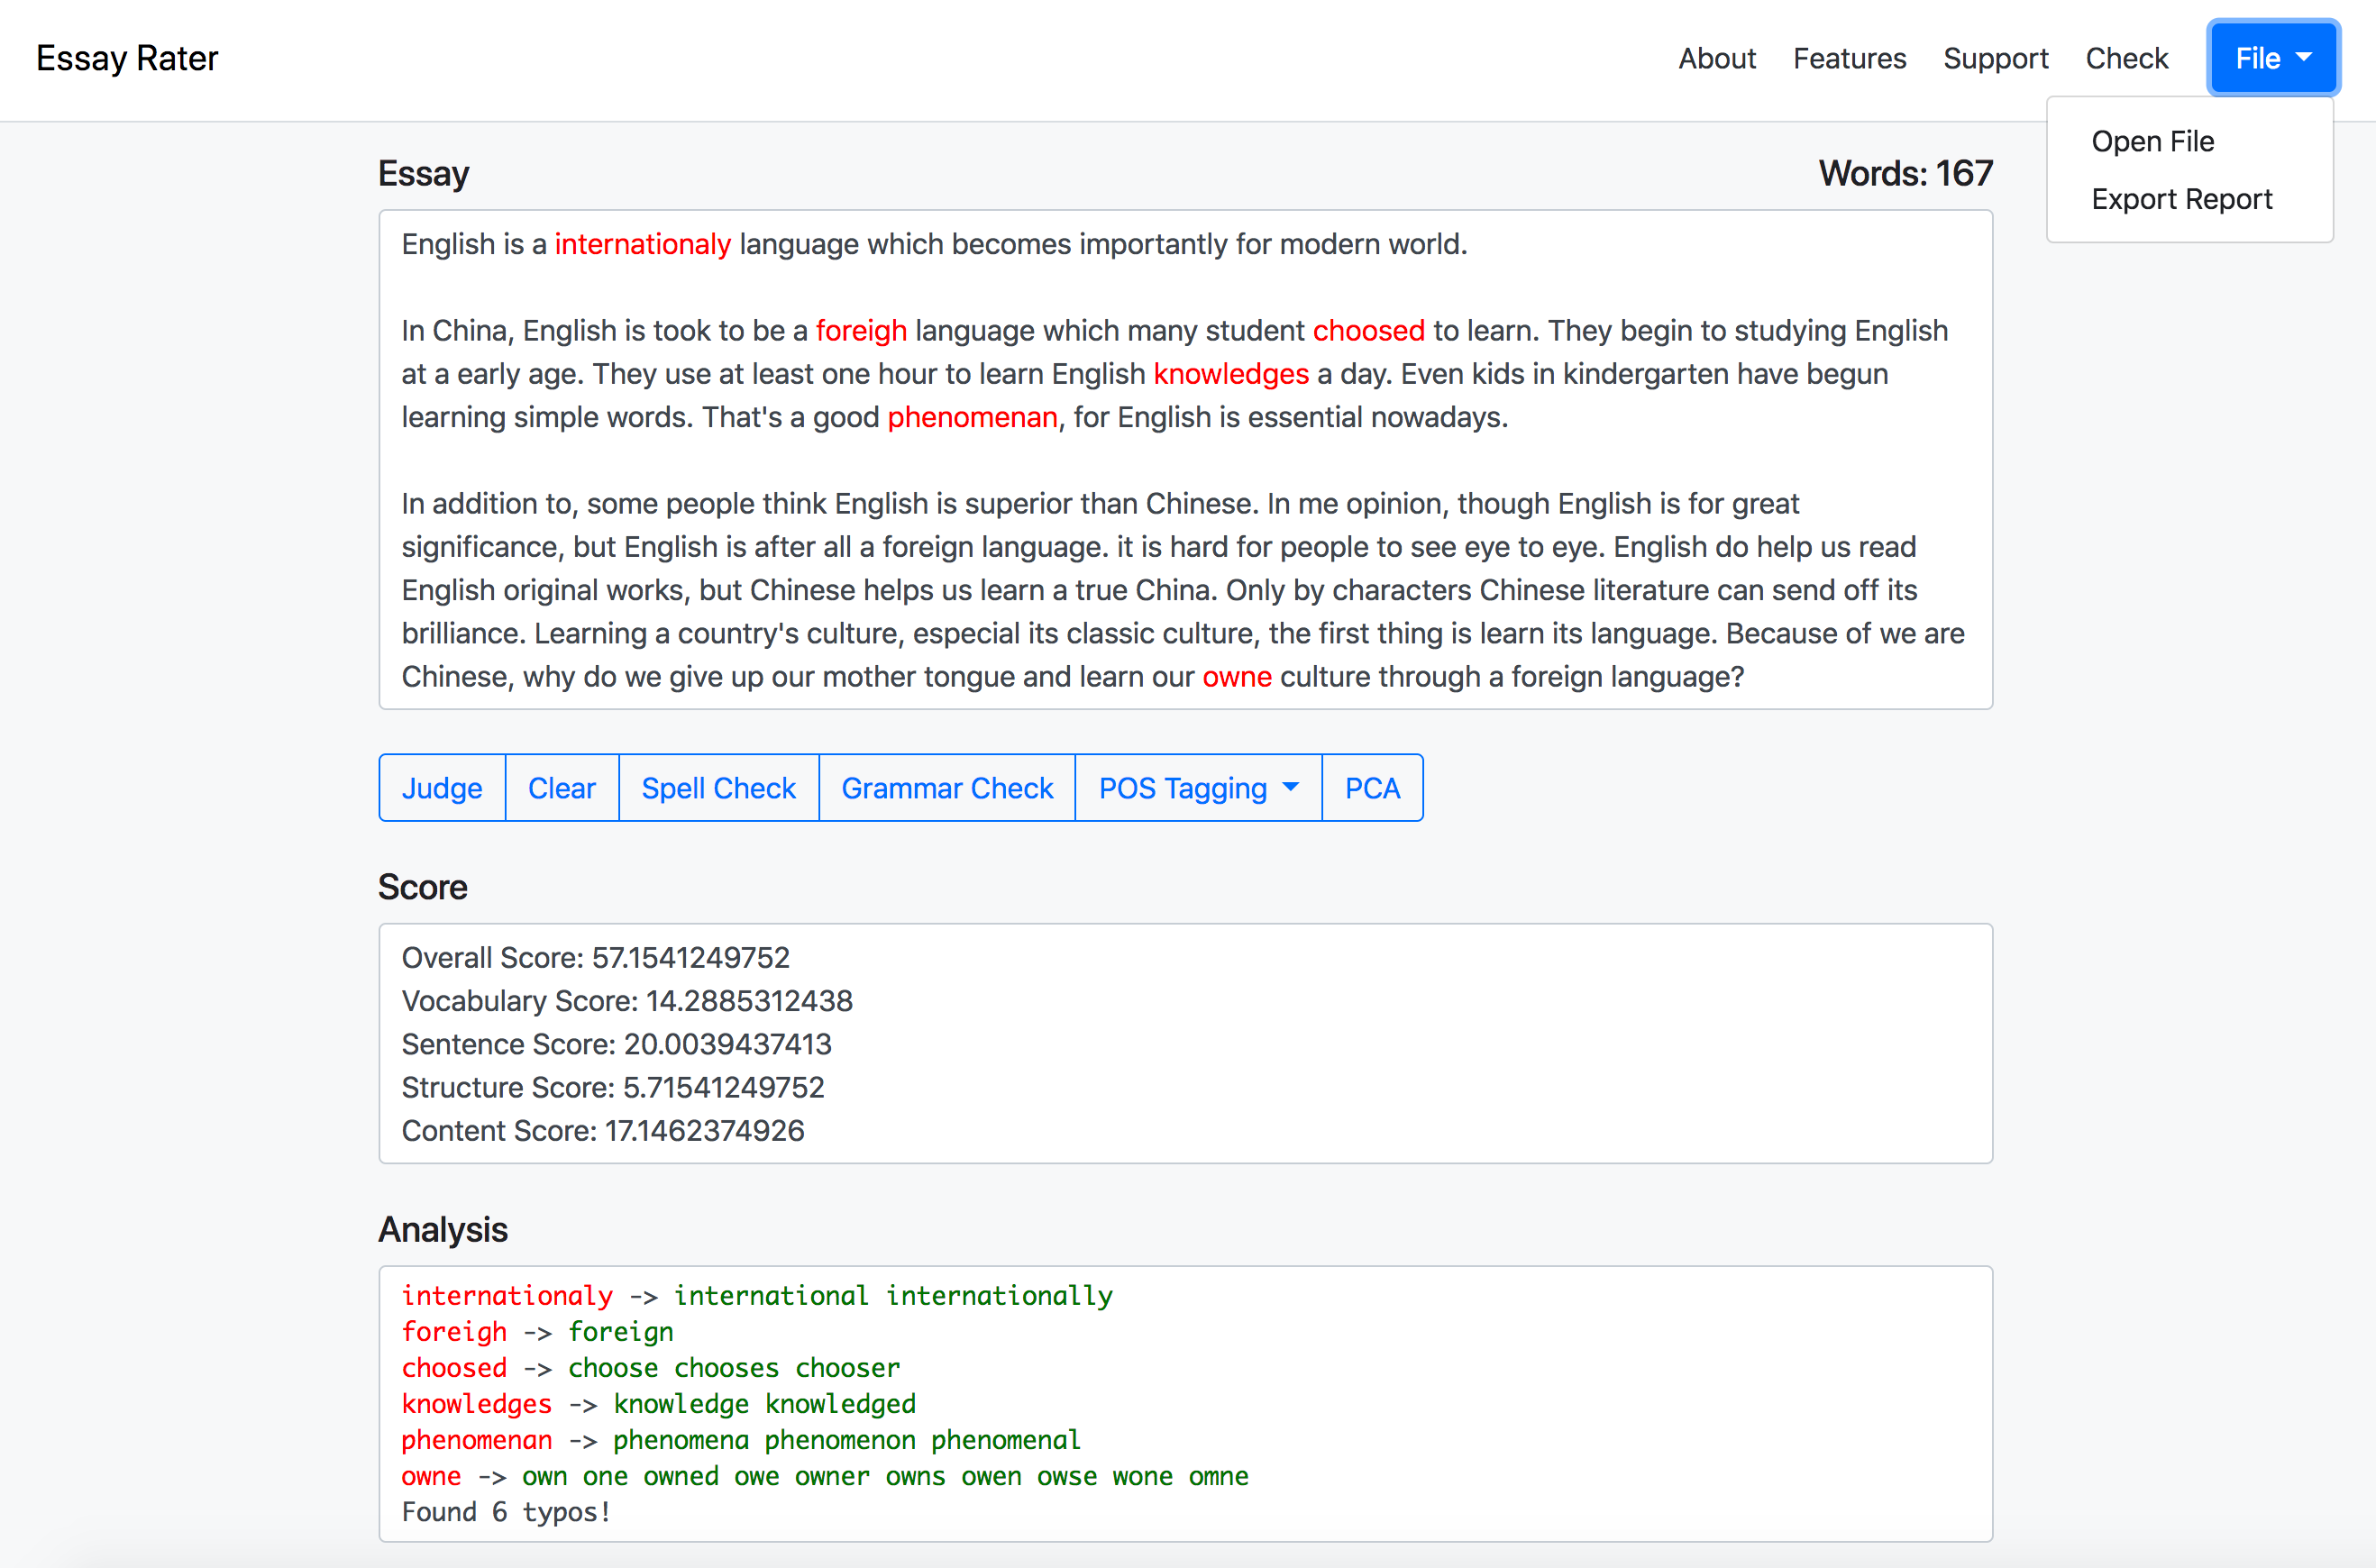 Essay Rater
About Features Support Check File
Open File
Export Report
Essay
Words: 167
English is a internationaly language which becomes importantly for modern world.
In China, English is took to be a foreigh language which many student choosed to learn. They begin to studying English
at a early age. They use at least one hour to learn English knowledges a day. Even kids in kindergarten have begun
learning simple words. That's a good phenomenan, for English is essential nowadays.
In addition to, some people think English is superior than Chinese. In me opinion, though English is for great
significance, but English is after all a foreign language. it is hard for people to see eye to eye. English do help us read
English original works, but Chinese helps us learn a true China. Only by characters Chinese literature can send off its
brilliance. Learning a country's culture, especial its classic culture, the first thing is learn its language. Because of we are
Chinese, why do we give up our mother tongue and learn our owne culture through a foreign language?
Judge Clear Spell Check Grammar Check POS Tagging PCA
Score
Overall Score: 57.1541249752
Vocabulary Score: 14.2885312438
Sentence Score: 20.0039437413
Structure Score: 5.71541249752
Content Score: 17.1462374926
Analysis
internationaly -> international internationally
foreigh -> foreign
choosed -> choose chooses chooser
knowledges -> knowledge knowledged
phenomenan -> phenomena phenomenon phenomenal
owne -> own one owned owe owner owns owen owse wone omne
Found 6 typos!